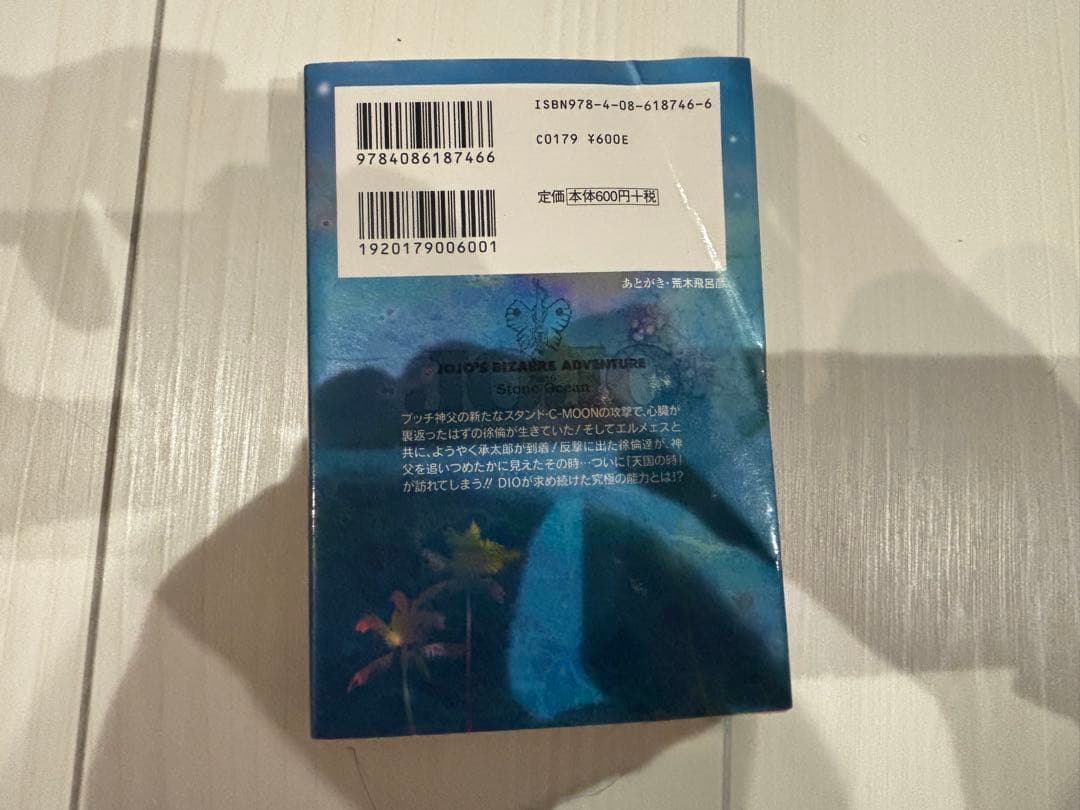 ISBN978-4-08-618746-6
9784086187466
C0179 ¥600E
定価 本体600円+税
1920179006001
あとがき・荒木飛呂彦
JOJO'S BIZARRE ADVENTURE
Stone Ocean
プッチ神父の新たなスタンド・C-MOONの攻撃で、心臓が
裏返ったはずの徐倫が生きていた!そしてエルメェスと
共に、ようやく承太郎が到着!反撃に出た徐倫達が、神
父を追いつめたかに見えたその時…ついに「天国の時」
が訪れてしまう!! DIOが求め続けた究極の能力とは!?